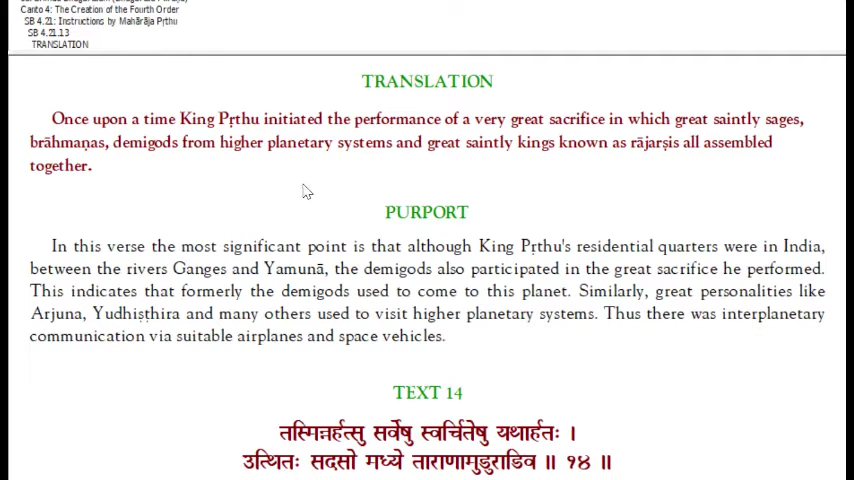 Canto 4: The Creation of the Fourth Order
SB 4.21: Instructions by Mahārāja Pṛthu
SB 4.21.13
TRANSLATION
TRANSLATION
Once upon a time King Pṛthu initiated the performance of a very great sacrifice in which great saintly sages,
brāhmaṇas, demigods from higher planetary systems and great saintly kings known as rājarṣis all assembled
together.
PURPORT
In this verse the most significant point is that although King Pṛthu's residential quarters were in India,
between the rivers Ganges and Yamunā, the demigods also participated in the great sacrifice he performed.
This indicates that formerly the demigods used to come to this planet. Similarly, great personalities like
Arjuna, Yudhiṣṭhira and many others used to visit higher planetary systems. Thus there was interplanetary
communication via suitable airplanes and space vehicles.
TEXT 14
तस्मिन्नर्हत्सु सर्वेषु स्वर्चितेषु यथार्हतः ।
उत्थितः सदसो मध्ये ताराणामुडुराडिव ॥ १४ ॥